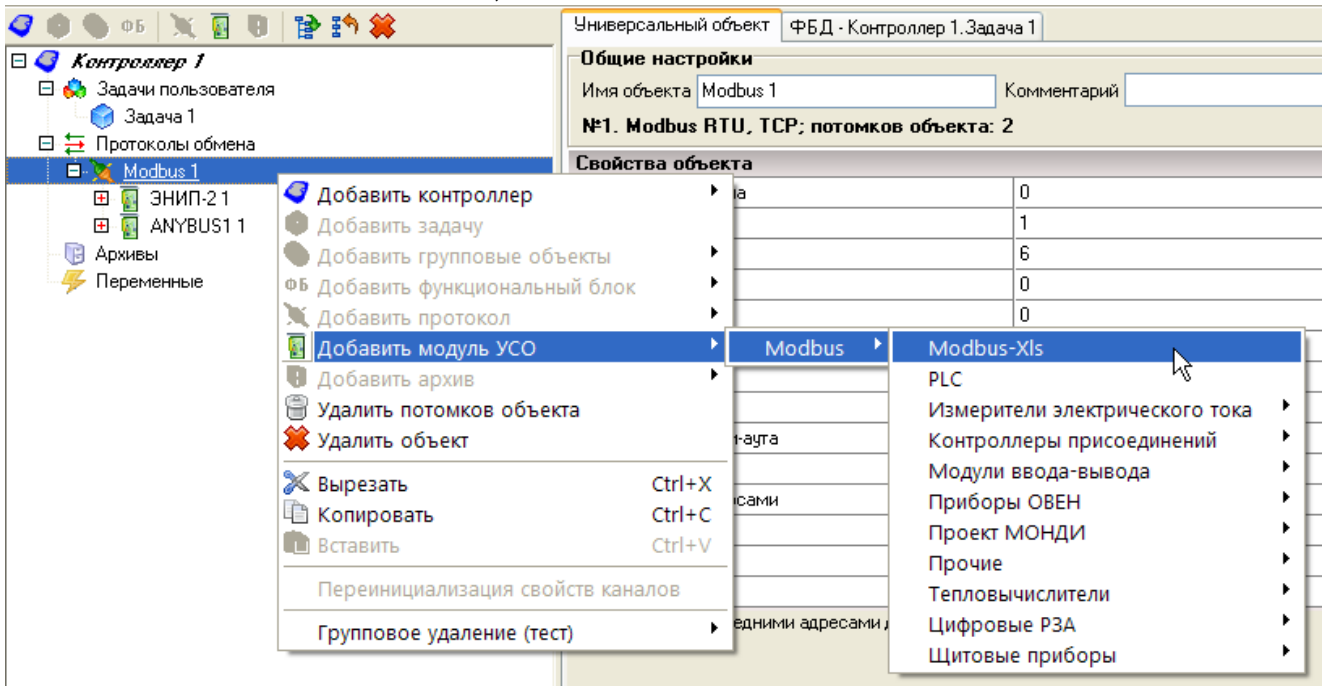 ФБ
Универсальный объект
ФБД - Контроллер 1.Задача 1
Контроллер 1
Задачи пользователя
Задача 1
Протоколы обмена
Modbus 1
ЭНИП-2 1
ANYBUS1 1
Архивы
Переменные
Общие настройки
Имя объекта Modbus 1 Комментарий
№1. Modbus RTU, TCP; потомков объекта: 2
Свойства объекта
0
1
6
0
0
и-аута
сами
едними адресами
Добавить контроллер
Добавить задачу
Добавить групповые объекты
ФБ Добавить функциональный блок
Добавить протокол
Добавить модуль УСО
Добавить архив
Удалить потомков объекта
Удалить объект
Вырезать Ctrl+X
Копировать Ctrl+C
Вставить Ctrl+V
Переинициализация свойств каналов
Групповое удаление (тест)
Modbus
Modbus-Xls
PLC
Измерители электрического тока
Контроллеры присоединений
Модули ввода-вывода
Приборы ОВЕН
Проект МОНДИ
Прочие
Тепловычислители
Цифровые РЗА
Щитовые приборы